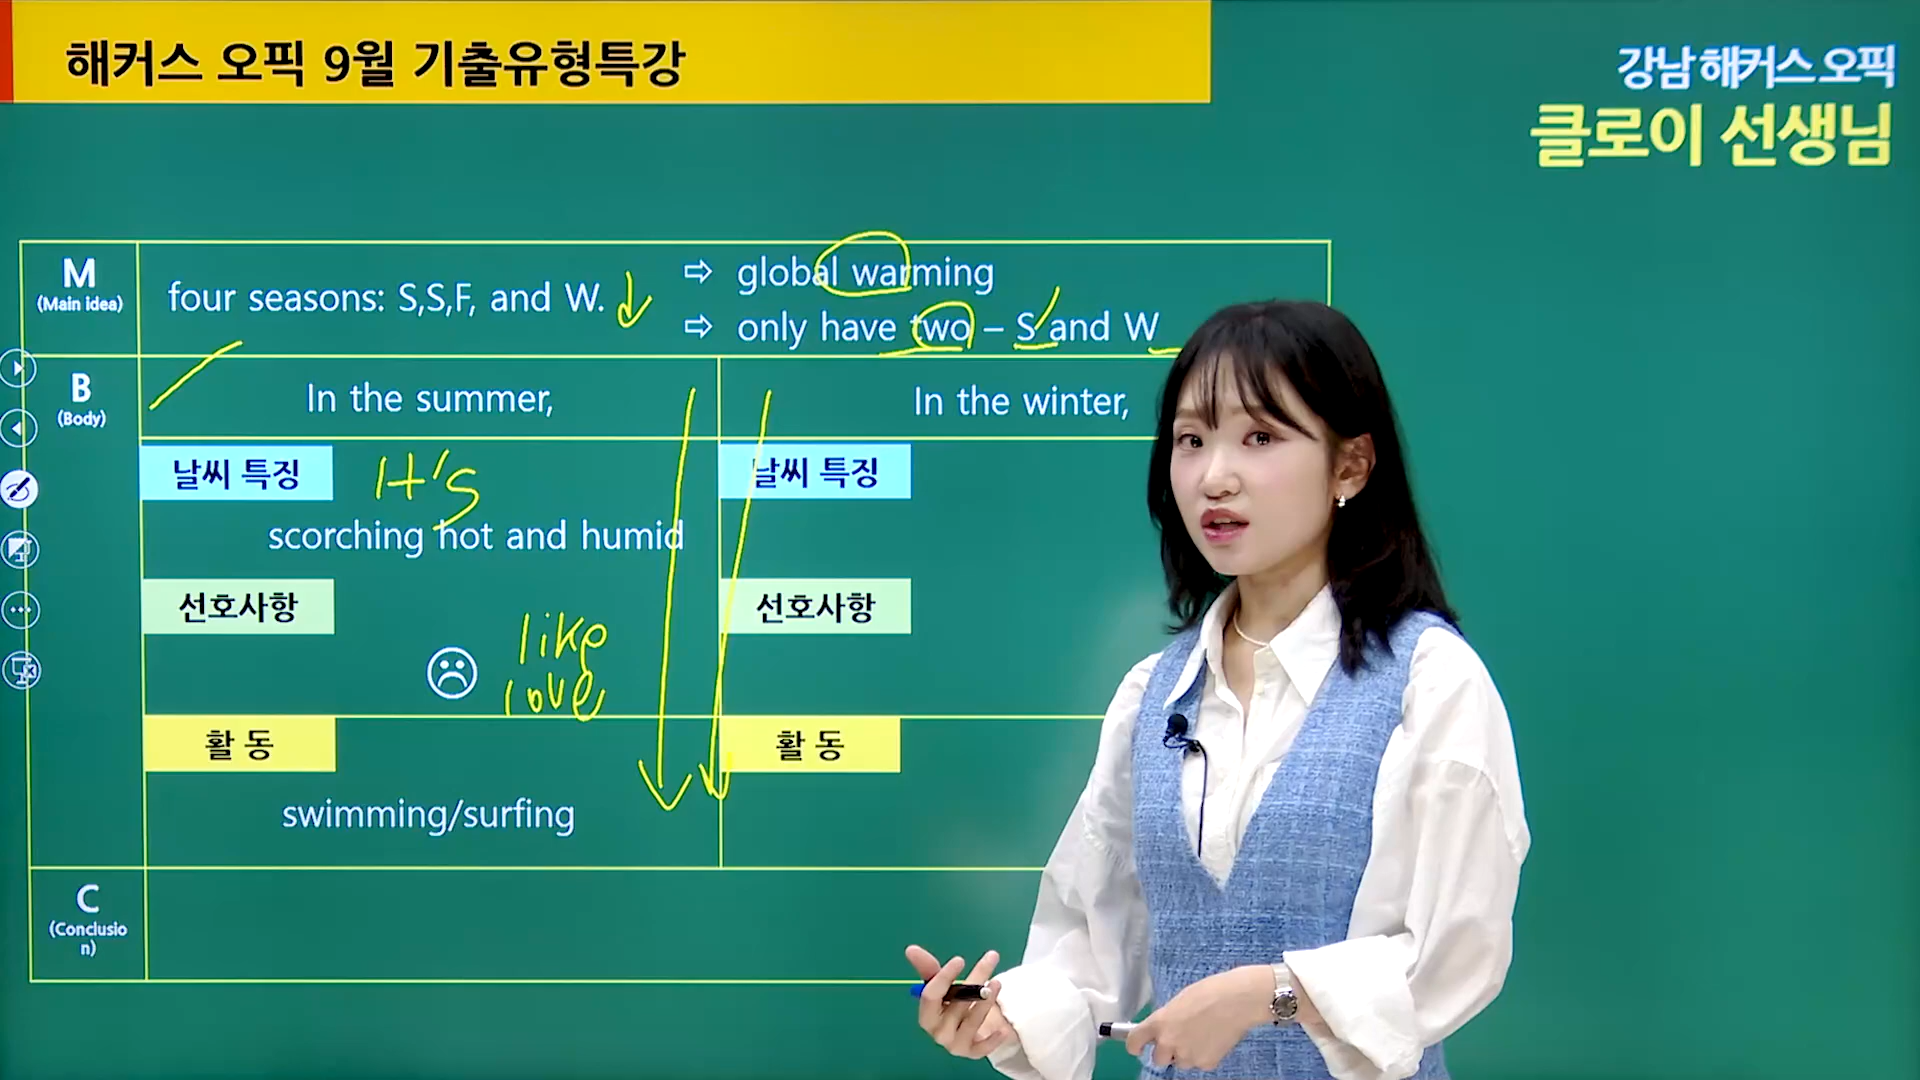 해커스 오픽 9월 기출유형특강
강남 해커스 오픽
클로이 선생님
M
(Main idea)
four seasons: S,S,F, and W.
⇨ global warming
⇨ only have two – S and W
B
(Body)
In the summer,
In the winter,
날씨 특징
It's
scorching hot and humid
날씨 특징
선호사항
like
love
선호사항
활 동
swimming/surfing
활 동
C
(Conclusio
n)